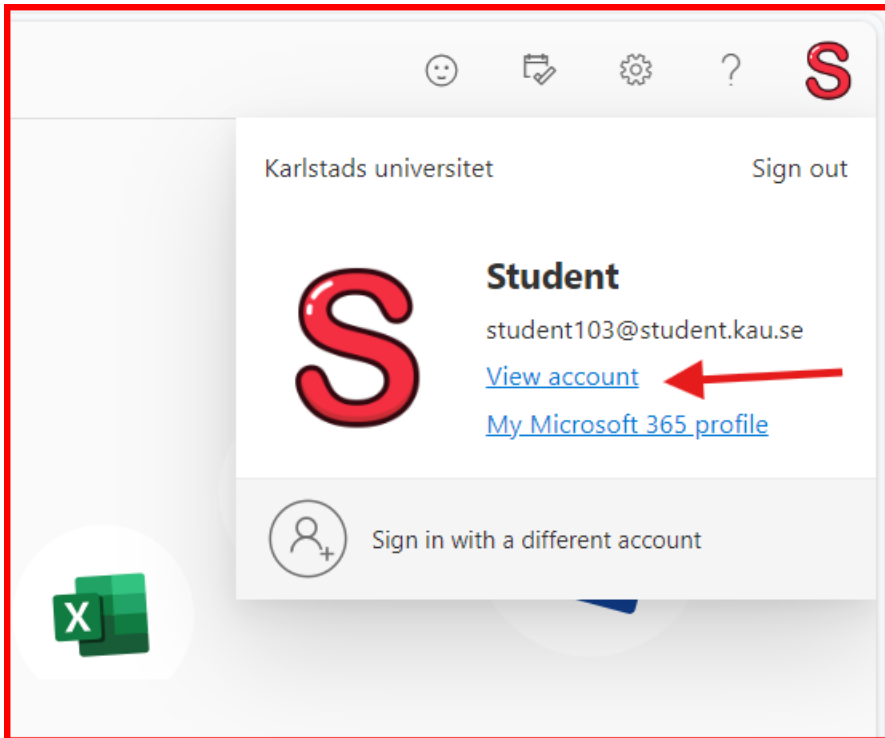 S
Karlstads universitet Sign out
S
Student
student103@student.kau.se
View account
My Microsoft 365 profile
Sign in with a different account
X